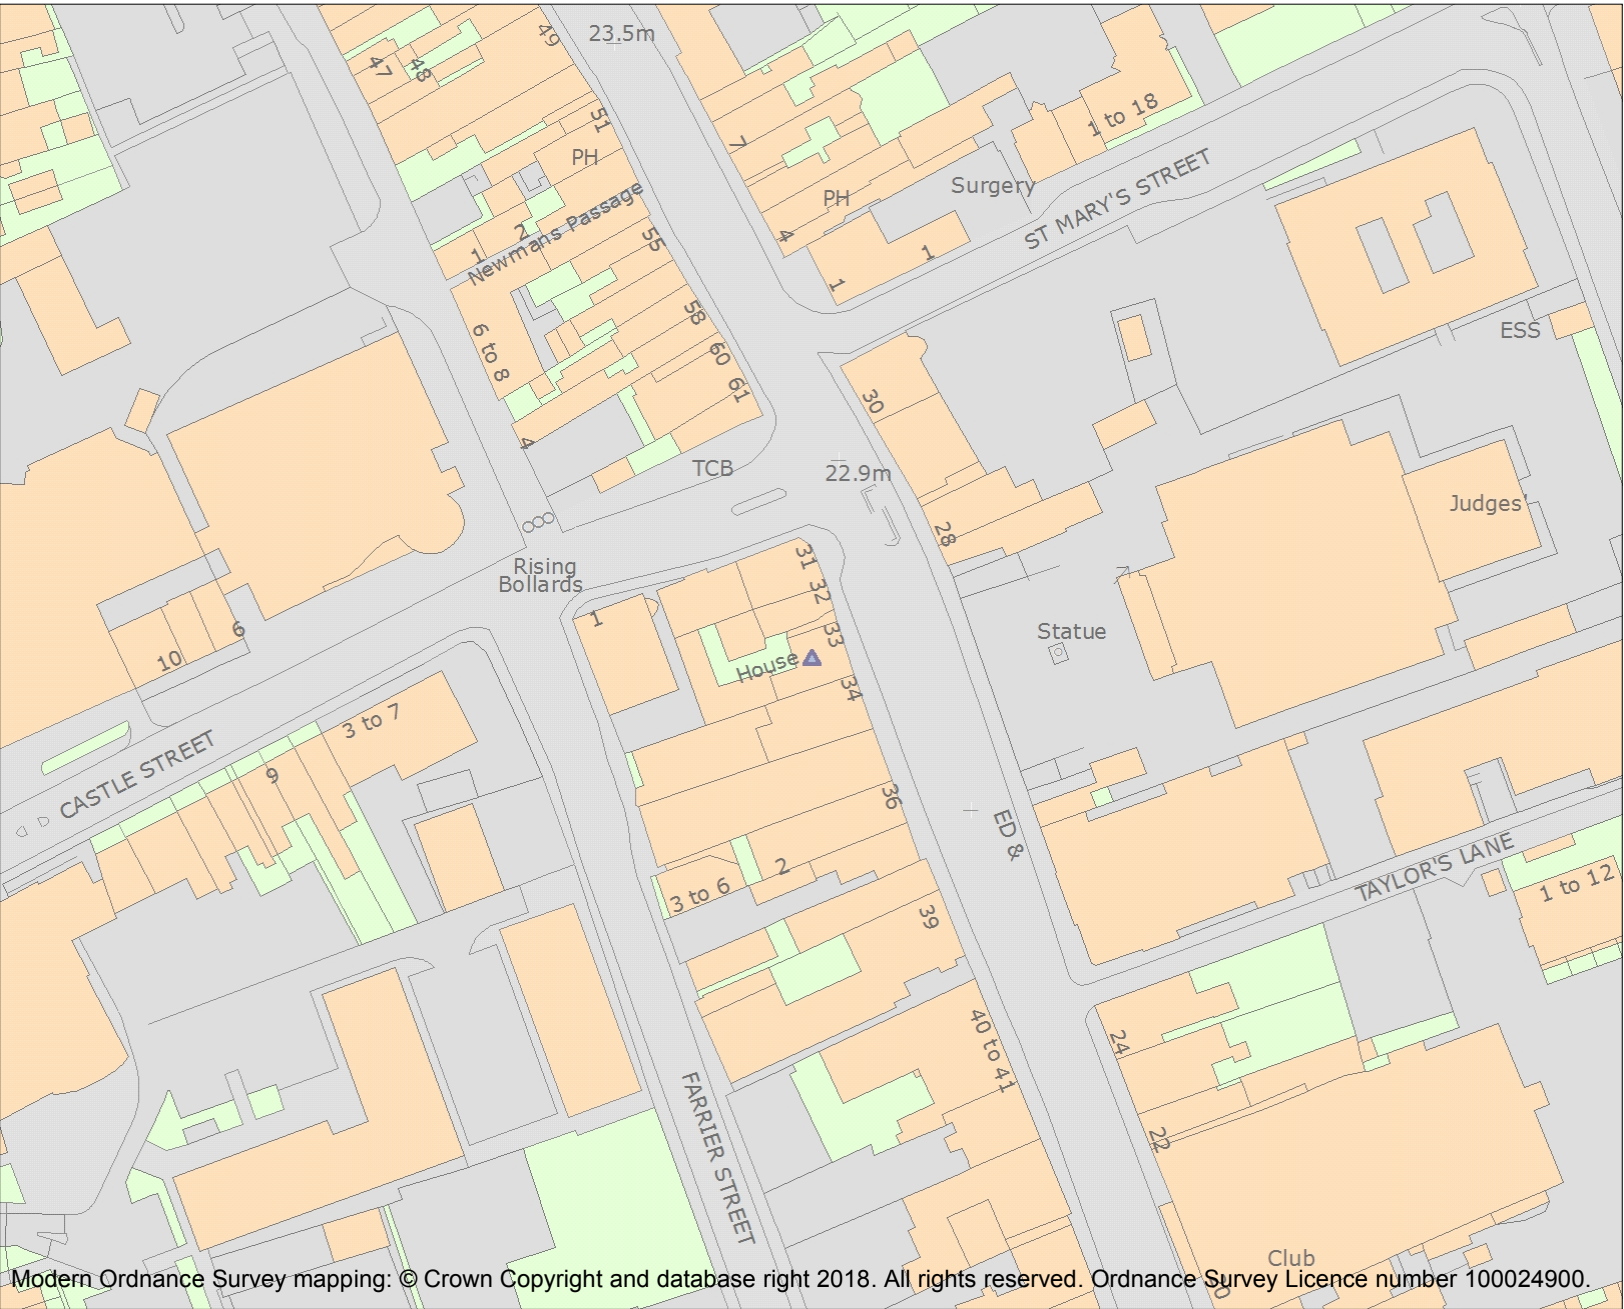 49
23.5m
47
48
51
PH
7
1 to 18
Surgery
PH
ST MARY'S STREET
Newmans Passage
2
1
55
4
1
1
6 to 8
58
60
61
ESS
30
4
TCB
22.9m
Judges'
28
Rising
Bollards
31
32
33
1
6
10
Statue
House
34
3 to 7
CASTLE STREET
9
36
ED &
2
3 to 6
TAYLOR'S LANE
1 to 12
39
40 to 41
24
22
FARRIER STREET
Club
Modern Ordnance Survey mapping: © Crown Copyright and database right 2018. All rights reserved. Ordnance Survey Licence number 100024900.